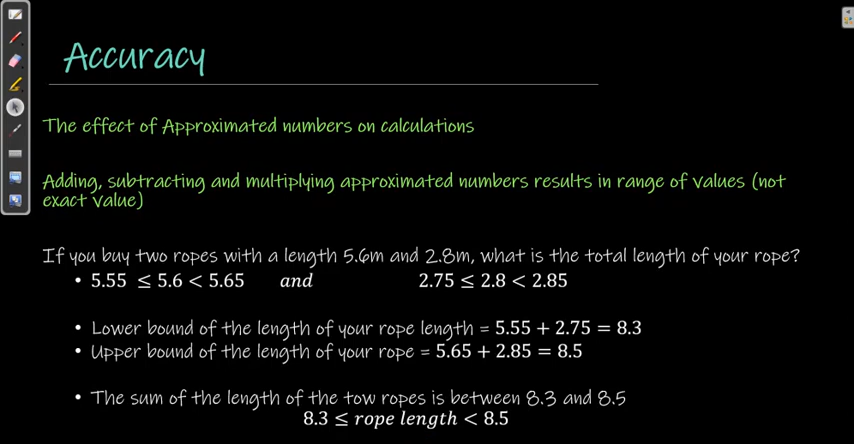 Accuracy
The effect of Approximated numbers on calculations
Adding, subtracting and multiplying approximated numbers results in range of values (not
exact value)
If you buy two ropes with a length 5.6m and 2.8m, what is the total length of your rope?
• 5.55 ≤ 5.6 < 5.65 and 2.75 ≤ 2.8 < 2.85
• Lower bound of the length of your rope length = 5.55 + 2.75 = 8.3
• Upper bound of the length of your rope = 5.65 + 2.85 = 8.5
• The sum of the length of the tow ropes is between 8.3 and 8.5
8.3 ≤ rope length < 8.5